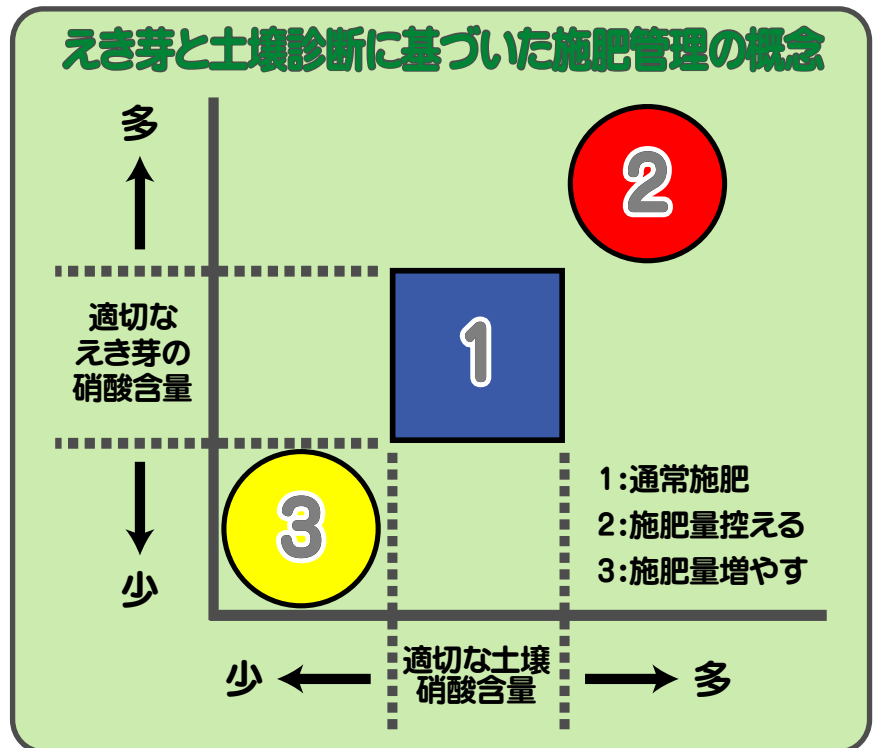 えき芽と土壌診断に基づいた施肥管理の概念
多
2
適切な
えき芽の
硝酸含量
1
3
1:通常施肥
2:施肥量控える
3:施肥量増やす
少
少
適切な土壌
硝酸含量
多